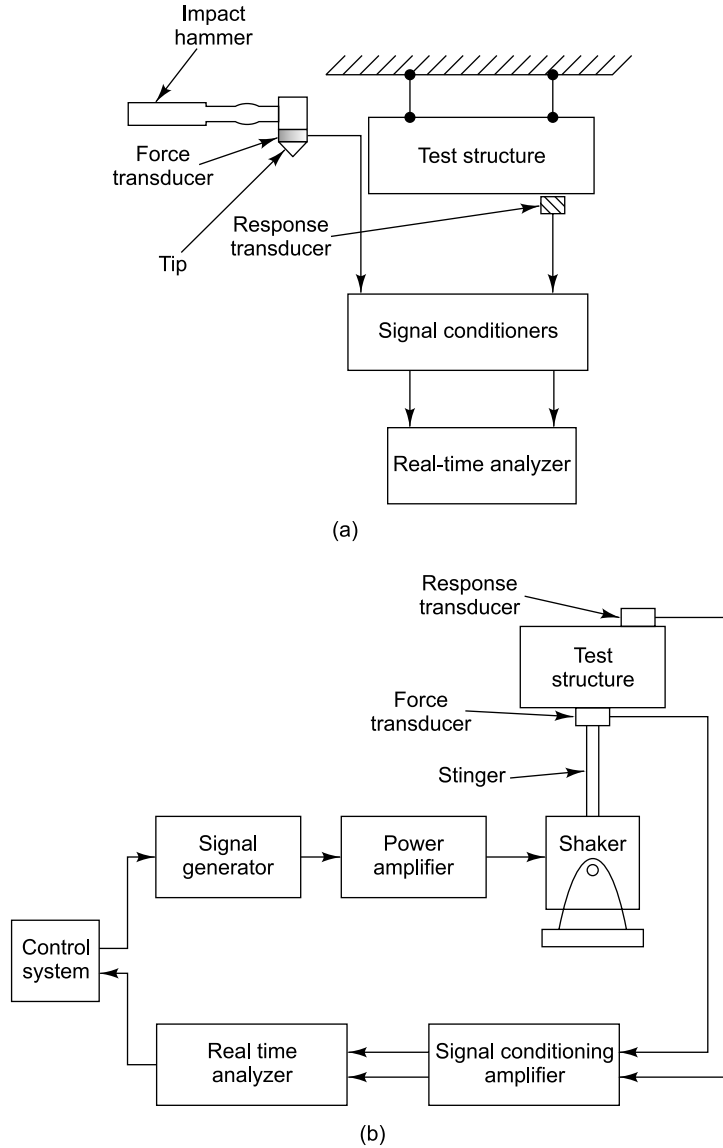 Impact
hammer
Force
transducer
Tip
Test structure
Response
transducer
Signal conditioners
Real-time analyzer
(a)
Response
transducer
Test
structure
Force
transducer
Stinger
Signal
generator
Power
amplifier
Shaker
Control
system
Real time
analyzer
Signal conditioning
amplifier
(b)